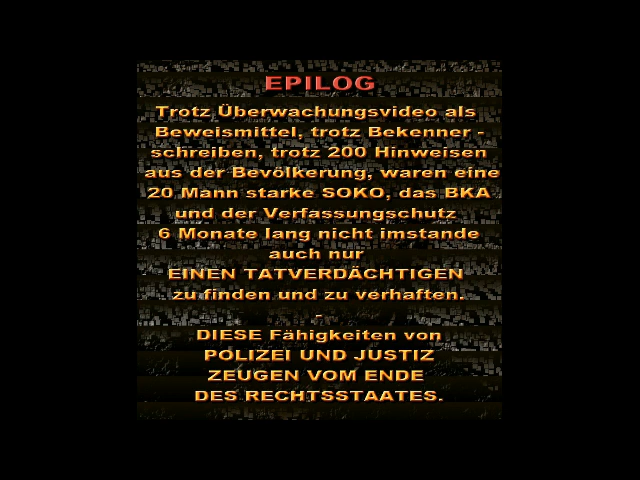 EPILOG
Trotz Überwachungsvideo als
Beweismittel, trotz Bekenner -
schreiben, trotz 200 Hinweisen
aus der Bevölkerung, waren eine
20 Mann starke SOKO, das BKA
und der Verfassungschutz
6 Monate lang nicht imstande
auch nur
EINEN TATVERDÄCHTIGEN
zu finden und zu verhaften.
-
DIESE Fähigkeiten von
POLIZEI UND JUSTIZ
ZEUGEN VOM ENDE
DES RECHTSSTAATES.